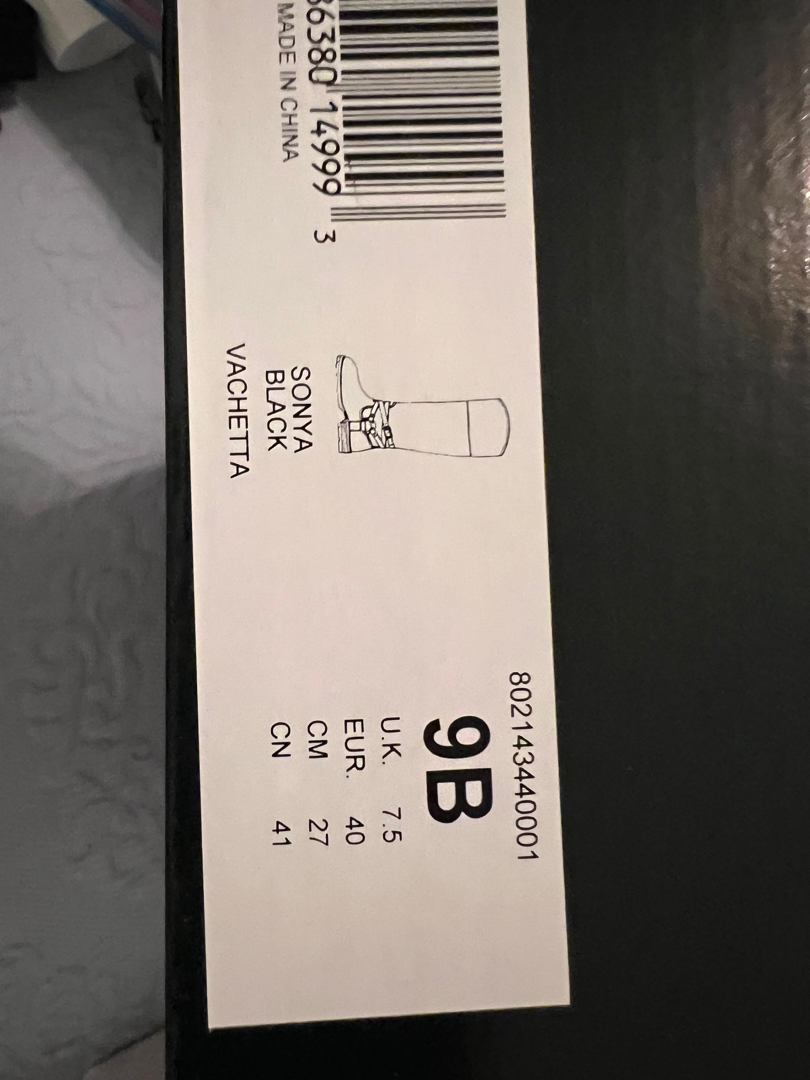 86380 14999 3
MADE IN CHINA
SONYA
BLACK
VACHETTA
802143440001
9B
U.K. 7.5
EUR. 40
CM 27
CN 41